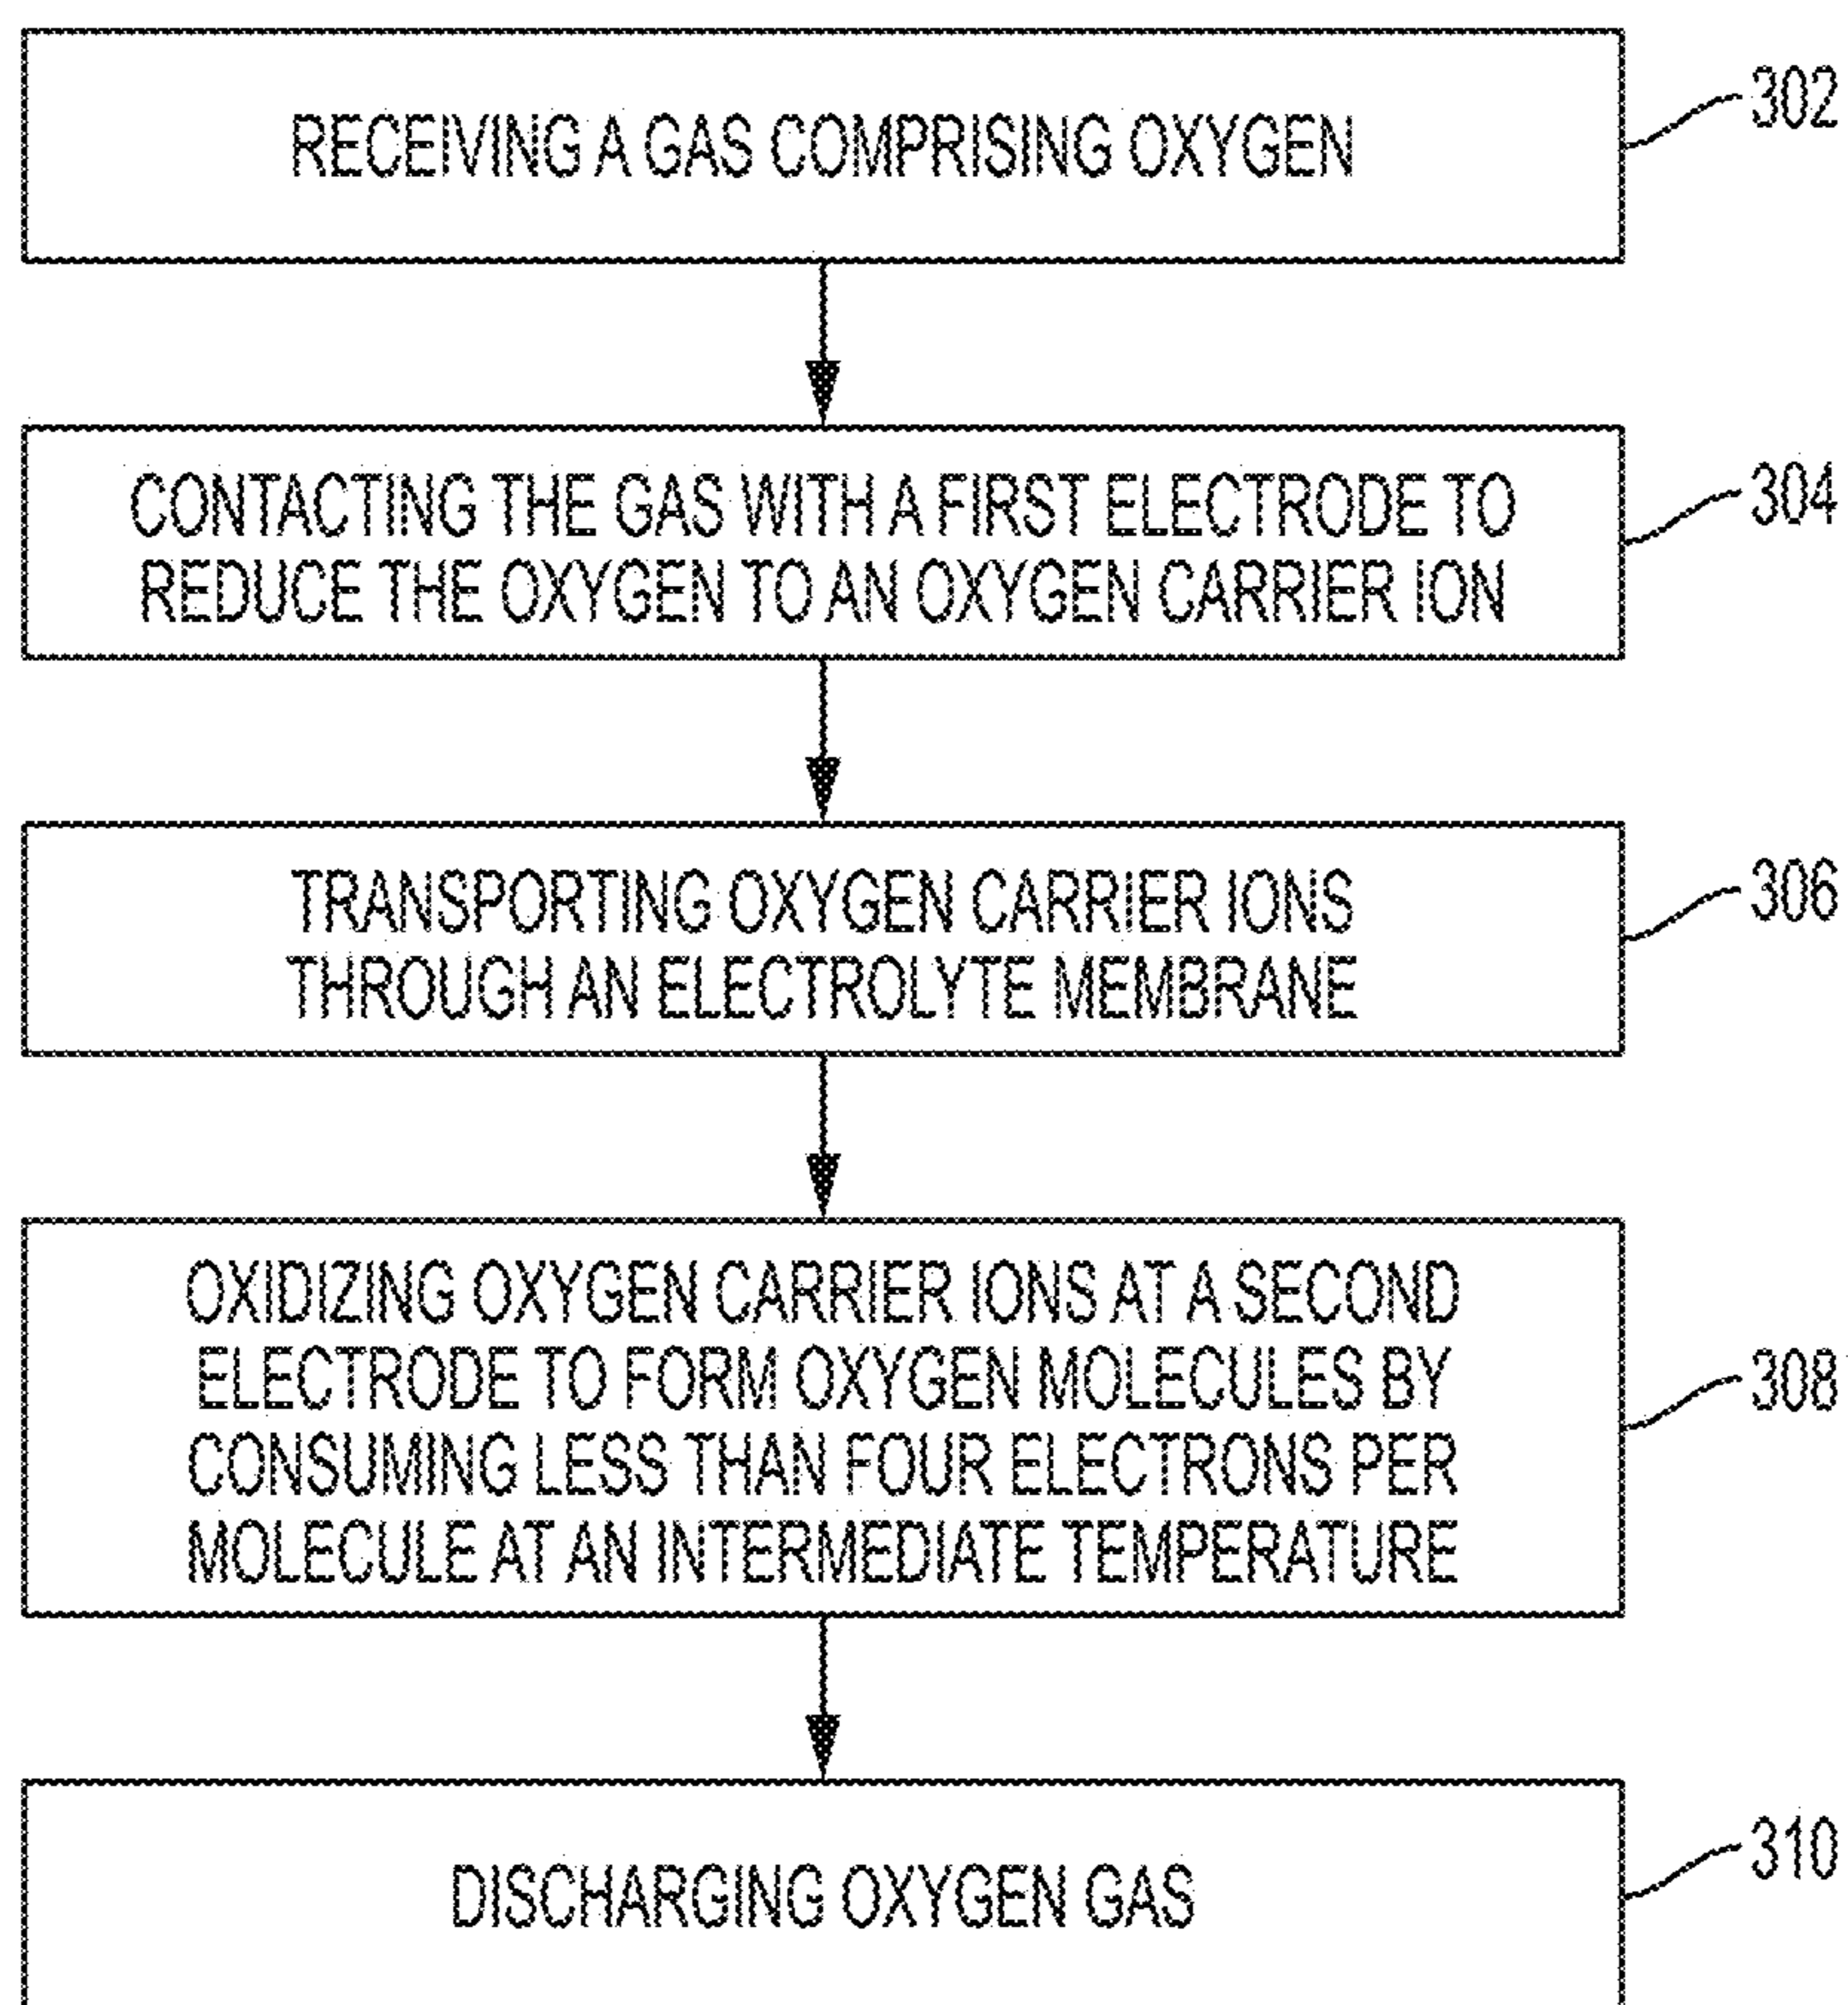 RECEIVING A GAS COMPRISING OXYGEN
302
CONTACTING THE GAS WITH A FIRST ELECTRODE TO
REDUCE THE OXYGEN TO AN OXYGEN CARRIER ION
304
TRANSPORTING OXYGEN CARRIER IONS
THROUGH AN ELECTROLYTE MEMBRANE
306
OXIDIZING OXYGEN CARRIER IONS AT A SECOND
ELECTRODE TO FORM OXYGEN MOLECULES BY
CONSUMING LESS THAN FOUR ELECTRONS PER
MOLECULE AT AN INTERMEDIATE TEMPERATURE
308
DISCHARGING OXYGEN GAS
310